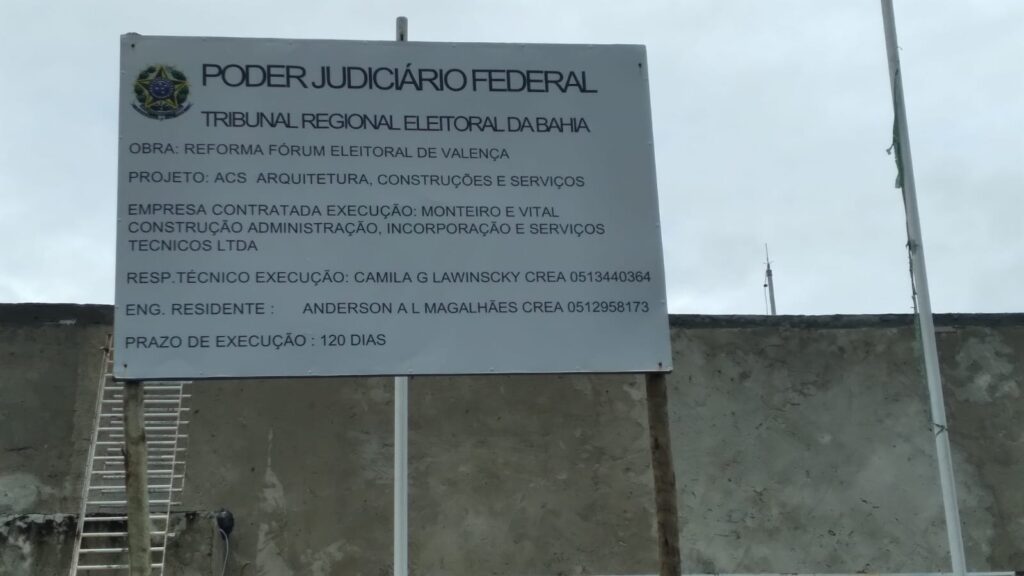 PODER JUDICIÁRIO FEDERAL
TRIBUNAL REGIONAL ELEITORAL DA BAHIA
OBRA: REFORMA FÓRUM ELEITORAL DE VALENÇA
PROJETO: ACS ARQUITETURA, CONSTRUÇÕES E SERVIÇOS
EMPRESA CONTRATADA EXECUÇÃO: MONTEIRO E VITAL
CONSTRUÇÃO ADMINISTRAÇÃO, INCORPORAÇÃO E SERVIÇOS
TECNICOS LTDA
RESP.TÉCNICO EXECUÇÃO: CAMILA G LAWINSCKY CREA 0513440364
ENG. RESIDENTE : ANDERSON A L MAGALHÃES CREA 0512958173
PRAZO DE EXECUÇÃO : 120 DIAS